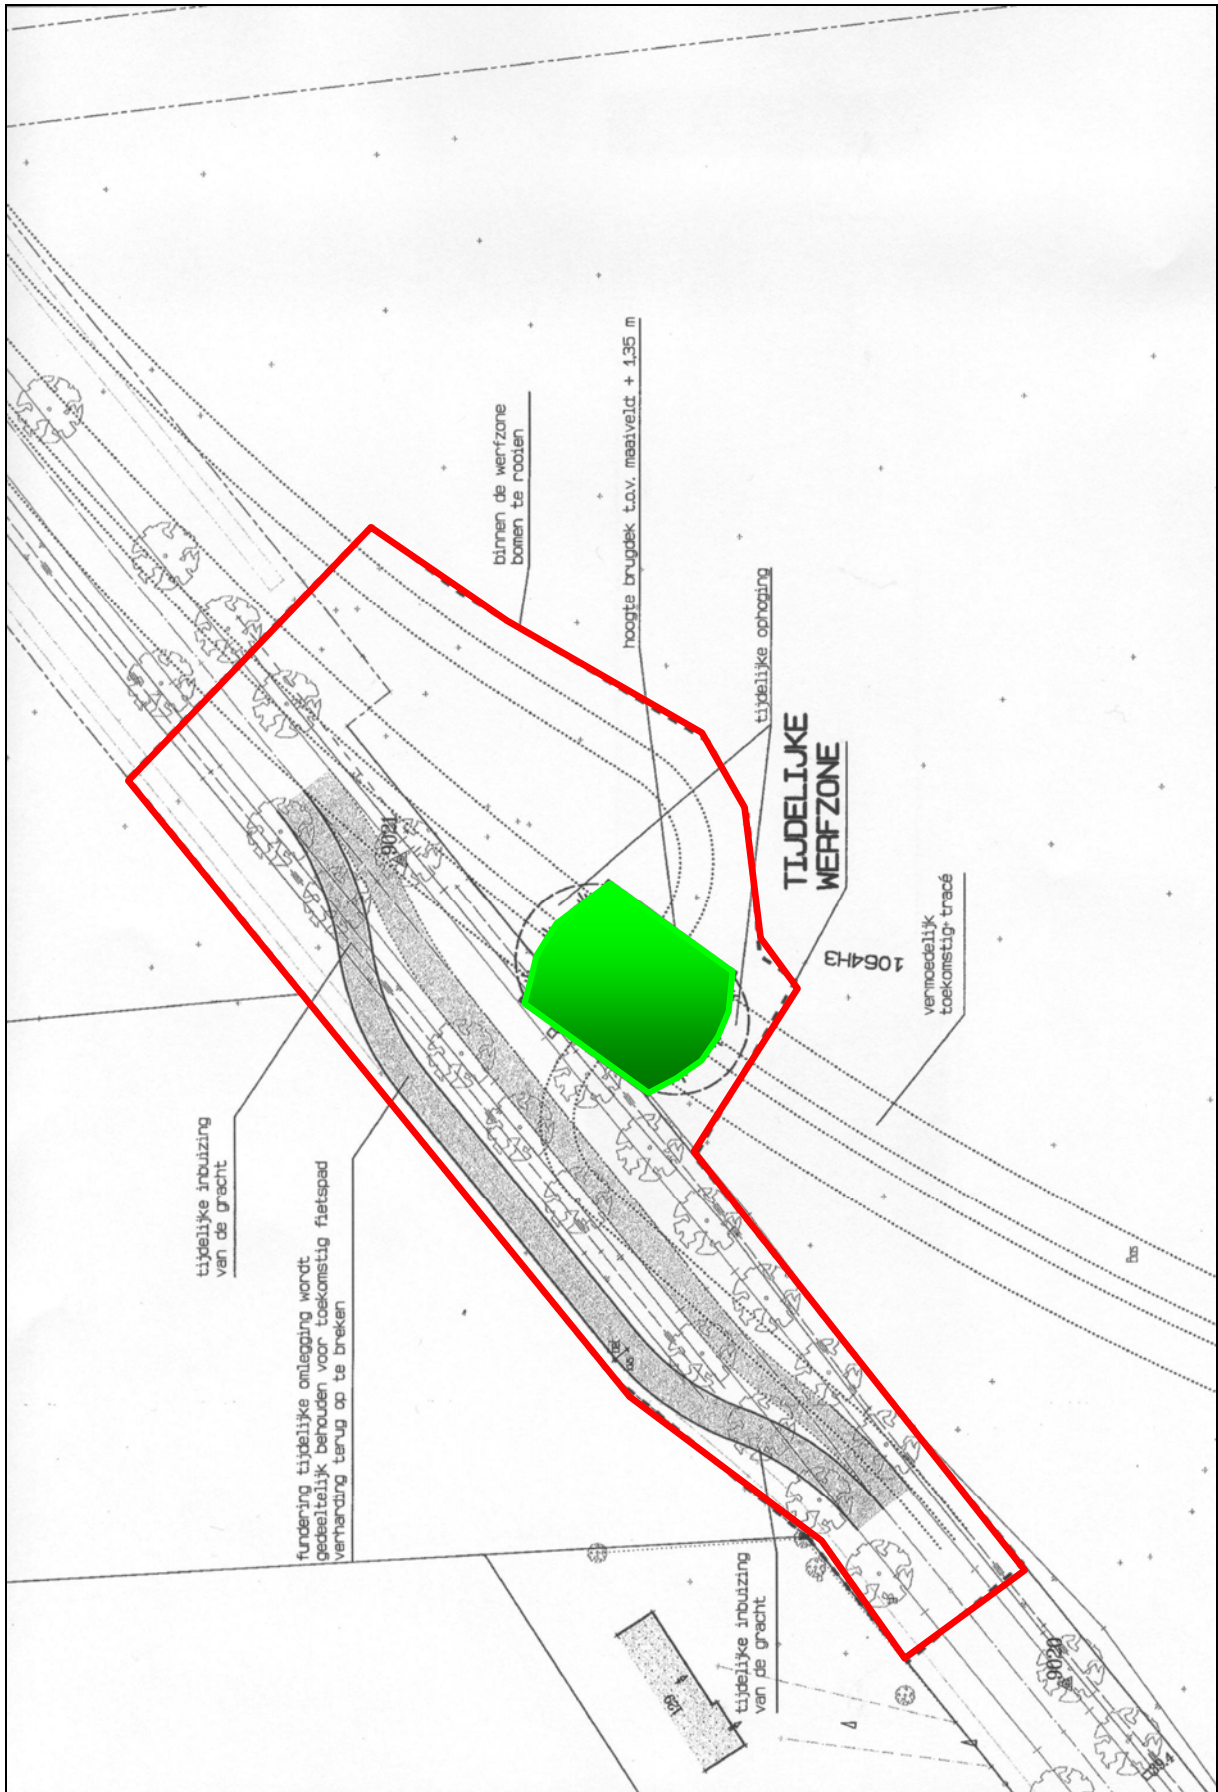 binnen de werfzone
bomen te rooien
hoogte brugdek t.o.v. maaiveld + 1,35 m
tijdelijke ophoging
TIJDELIJKE
WERFZONE
9021
1064H3
vermoedelijk
toekomstig tracé
tijdelijke inbuizing
van de gracht
fundering tijdelijke omlegging wordt
gedeeltelijk behouden voor toekomstig fietspad
verharding terug op te breken
Bos
tijdelijke inbuizing
van de gracht
129
9020